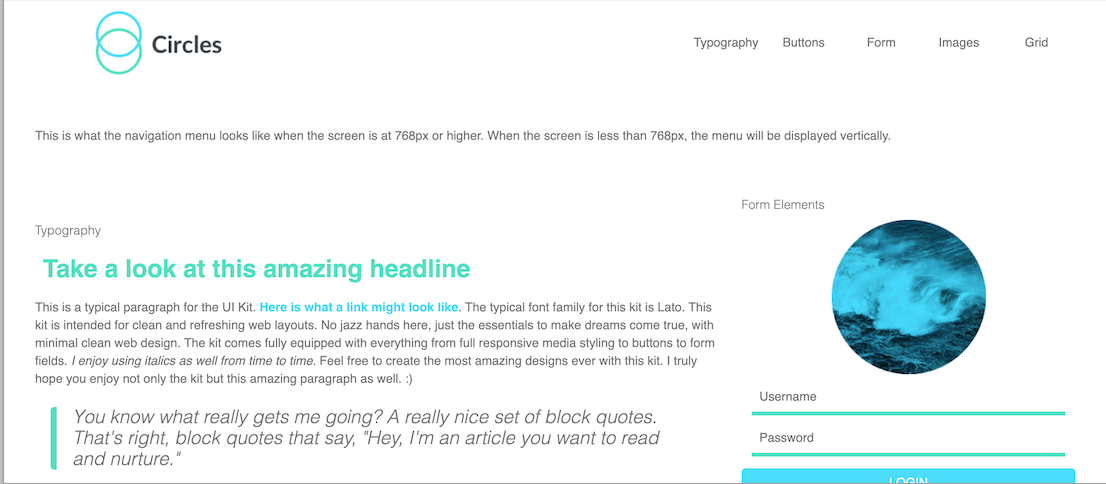 Circles
Typography Buttons Form Images Grid
This is what the navigation menu looks like when the screen is at 768px or higher. When the screen is less than 768px, the menu will be displayed vertically.
Typography
Take a look at this amazing headline
This is a typical paragraph for the UI Kit. Here is what a link might look like. The typical font family for this kit is Lato. This
kit is intended for clean and refreshing web layouts. No jazz hands here, just the essentials to make dreams come true, with
minimal clean web design. The kit comes fully equipped with everything from full responsive media styling to buttons to form
fields. I enjoy using italics as well from time to time. Feel free to create the most amazing designs ever with this kit. I truly
hope you enjoy not only the kit but this amazing paragraph as well. :)
You know what really gets me going? A really nice set of block quotes.
That's right, block quotes that say, "Hey, I'm an article you want to read
and nurture."
Form Elements
Username
Password
LOGIN